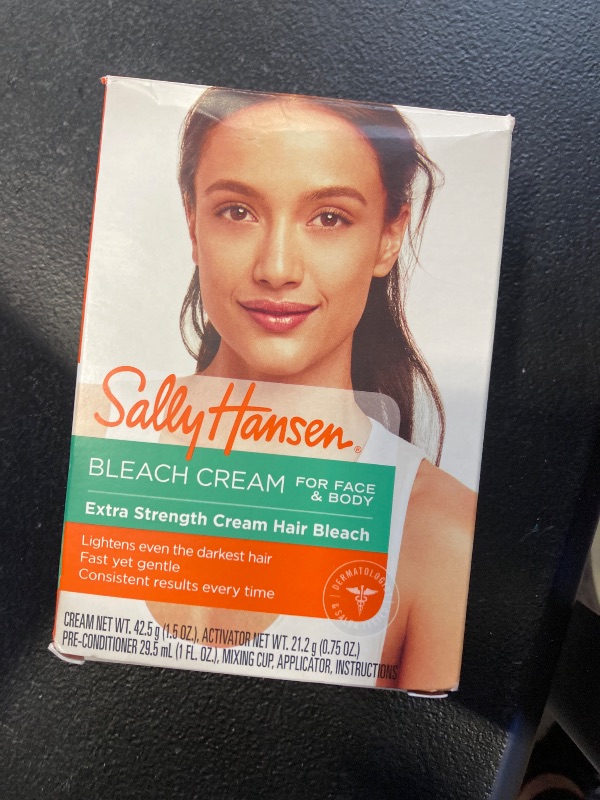 Sally Hansen®
BLEACH CREAM FOR FACE
& BODY
Extra Strength Cream Hair Bleach
Lightens even the darkest hair
Fast yet gentle
Consistent results every time
CREAM NET WT. 42.5 g (1.5 OZ.), ACTIVATOR NET WT. 21.2 g (0.75 OZ.)
PRE-CONDITIONER 29.5 mL (1 FL. OZ.), MIXING CUP, APPLICATOR, INSTRUCTIONS